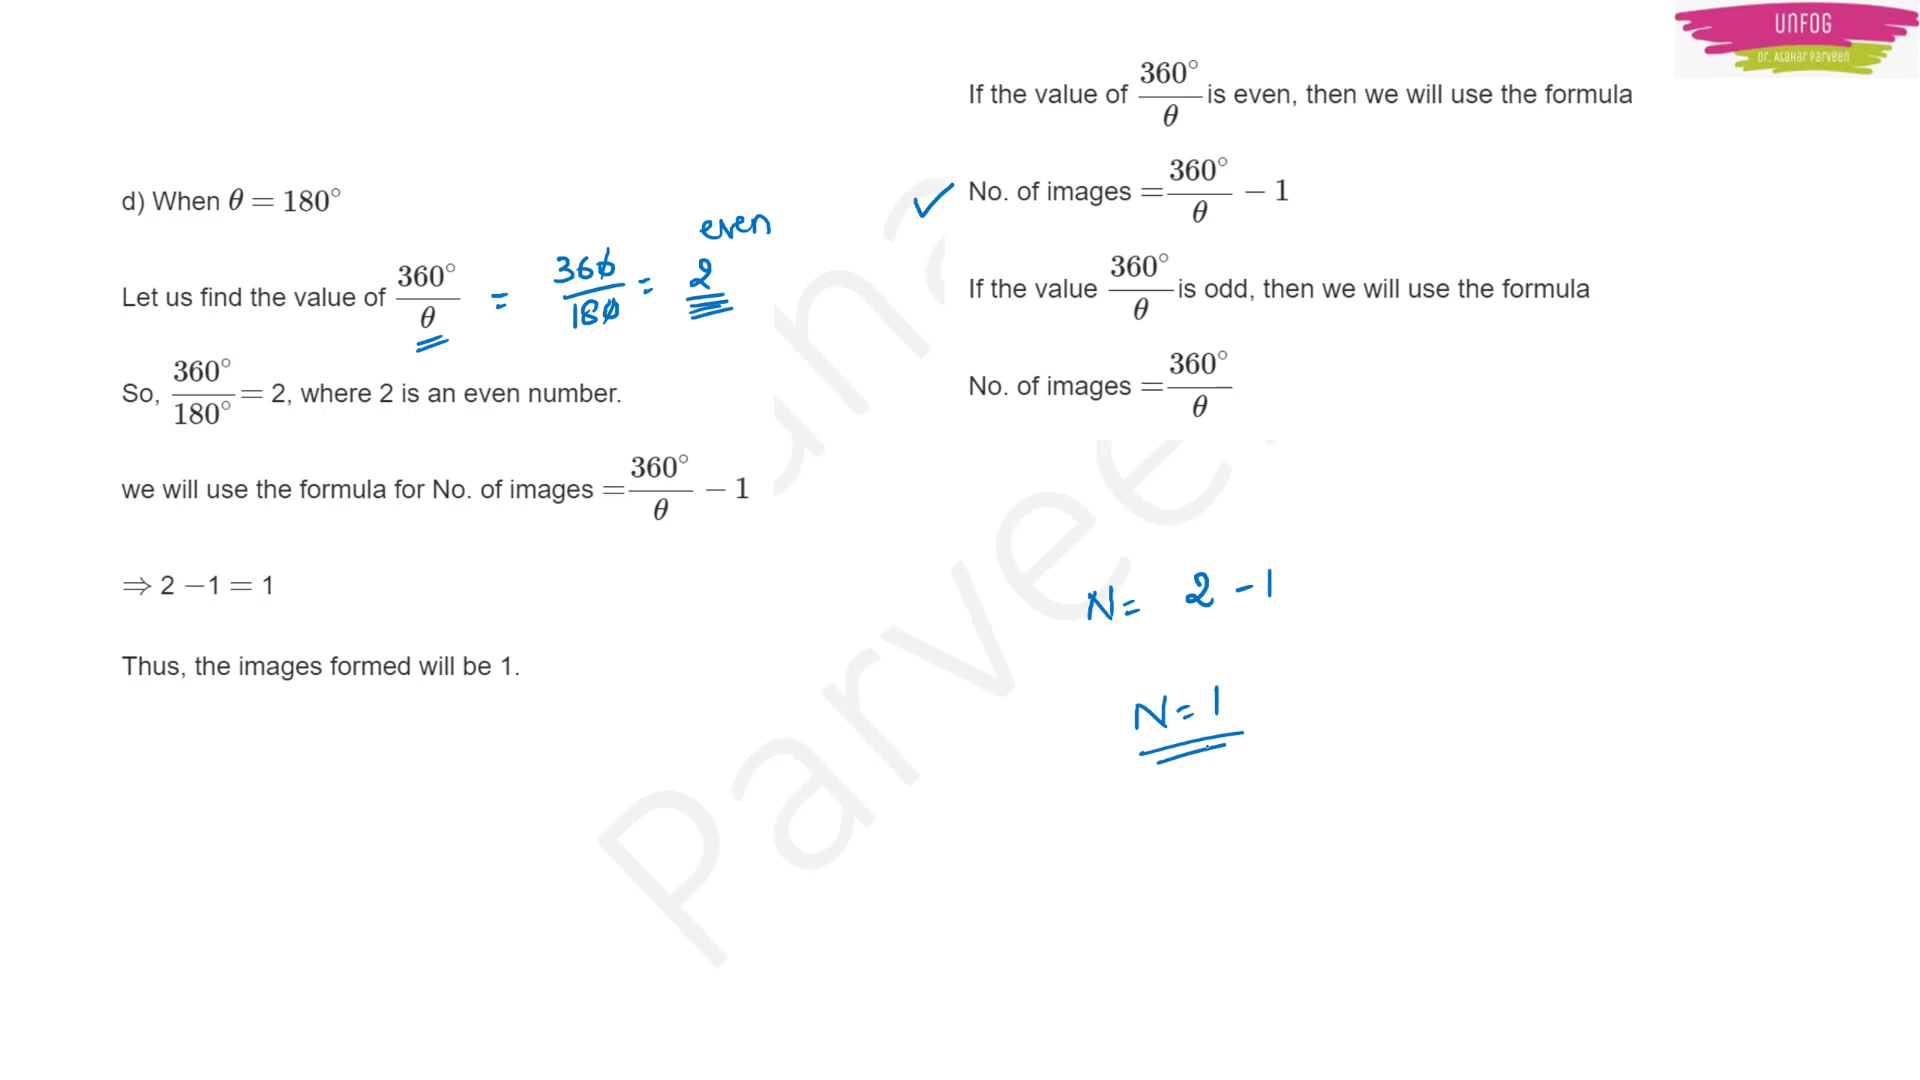 UNFOG
Dr. Atahar Parveen
d) When θ = 180°
even
Let us find the value of 360°/θ = 360/180 = 2
So, 360°/180° = 2, where 2 is an even number.
we will use the formula for No. of images = 360°/θ − 1
⇒ 2 −1 = 1
Thus, the images formed will be 1.
If the value of 360°/θ is even, then we will use the formula
✓ No. of images = 360°/θ − 1
If the value 360°/θ is odd, then we will use the formula
No. of images = 360°/θ
N = 2 - 1
N = 1